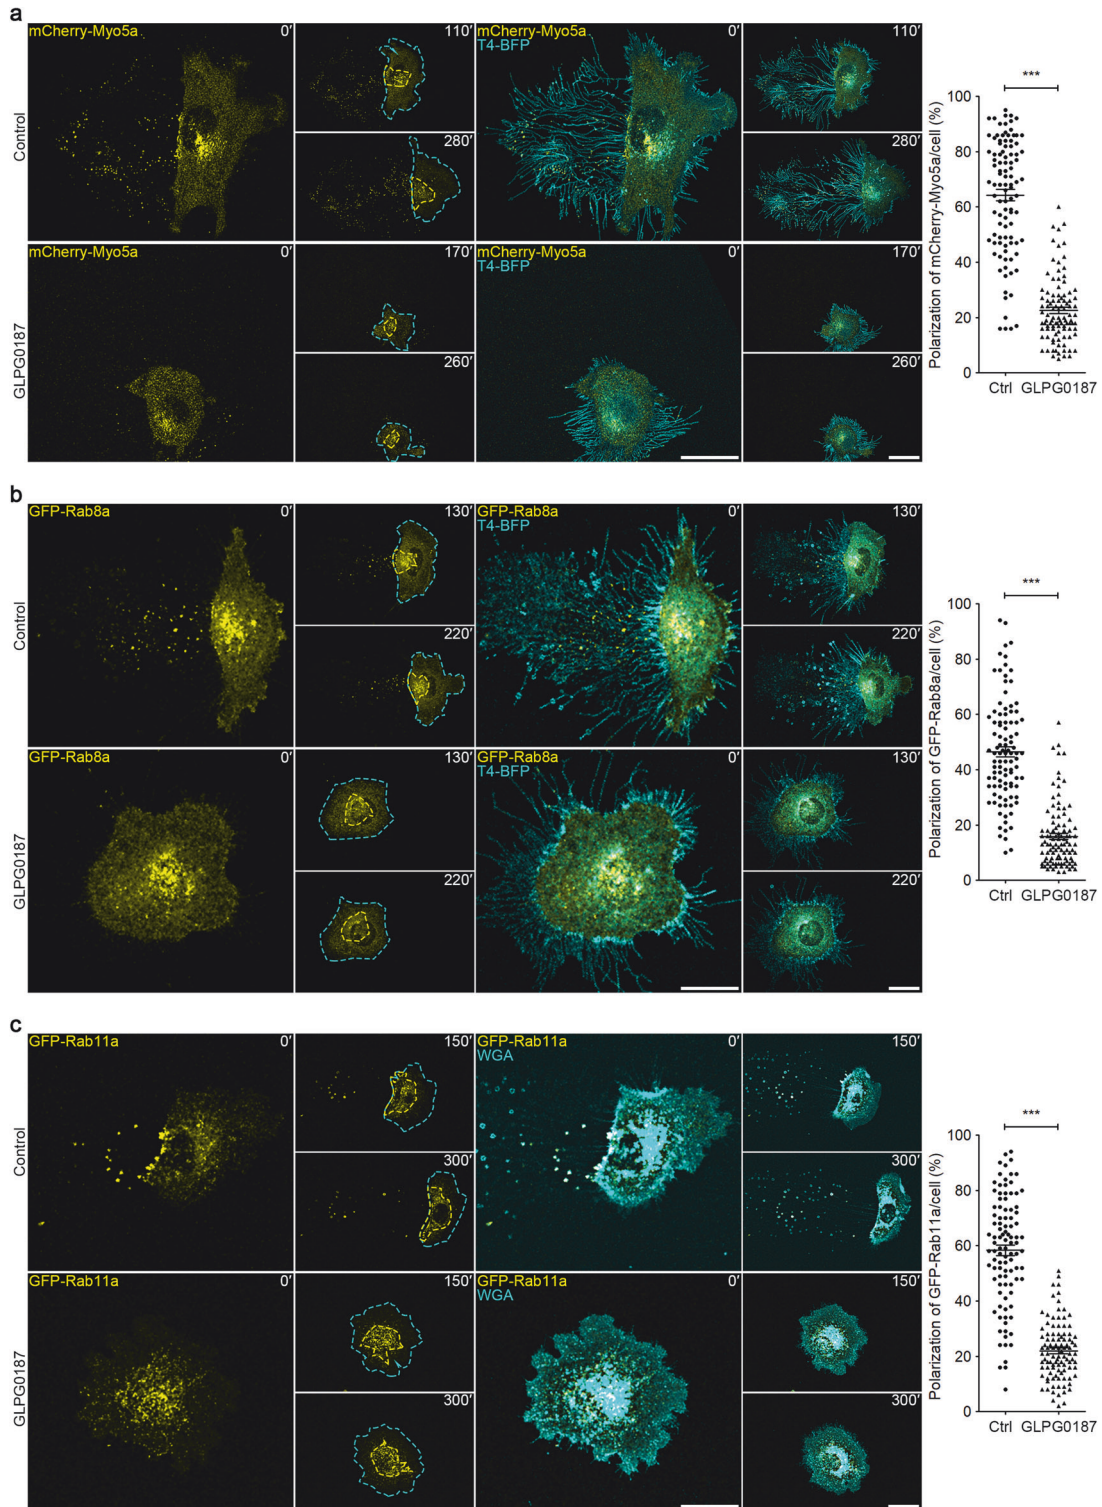 a
mCherry-Myo5a 0′ 110′ mCherry-Myo5a 0′ 110′
T4-BFP
Control
280′ 280′
mCherry-Myo5a 0′ 170′ mCherry-Myo5a 0′ 170′
T4-BFP
GLPG0187
260′ 260′
Polarization of mCherry-Myo5a/cell (%)
***
100
80
60
40
20
0
Ctrl GLPG0187
b
GFP-Rab8a 0′ 130′ GFP-Rab8a 0′ 130′
T4-BFP
Control
220′ 220′
GFP-Rab8a 0′ 130′ GFP-Rab8a 0′ 130′
T4-BFP
GLPG0187
220′ 220′
Polarization of GFP-Rab8a/cell (%)
***
100
80
60
40
20
0
Ctrl GLPG0187
c
GFP-Rab11a 0′ 150′ GFP-Rab11a 0′ 150′
WGA
Control
300′ 300′
GFP-Rab11a 0′ 150′ GFP-Rab11a 0′ 150′
WGA
GLPG0187
300′ 300′
Polarization of GFP-Rab11a/cell (%)
***
100
80
60
40
20
0
Ctrl GLPG0187